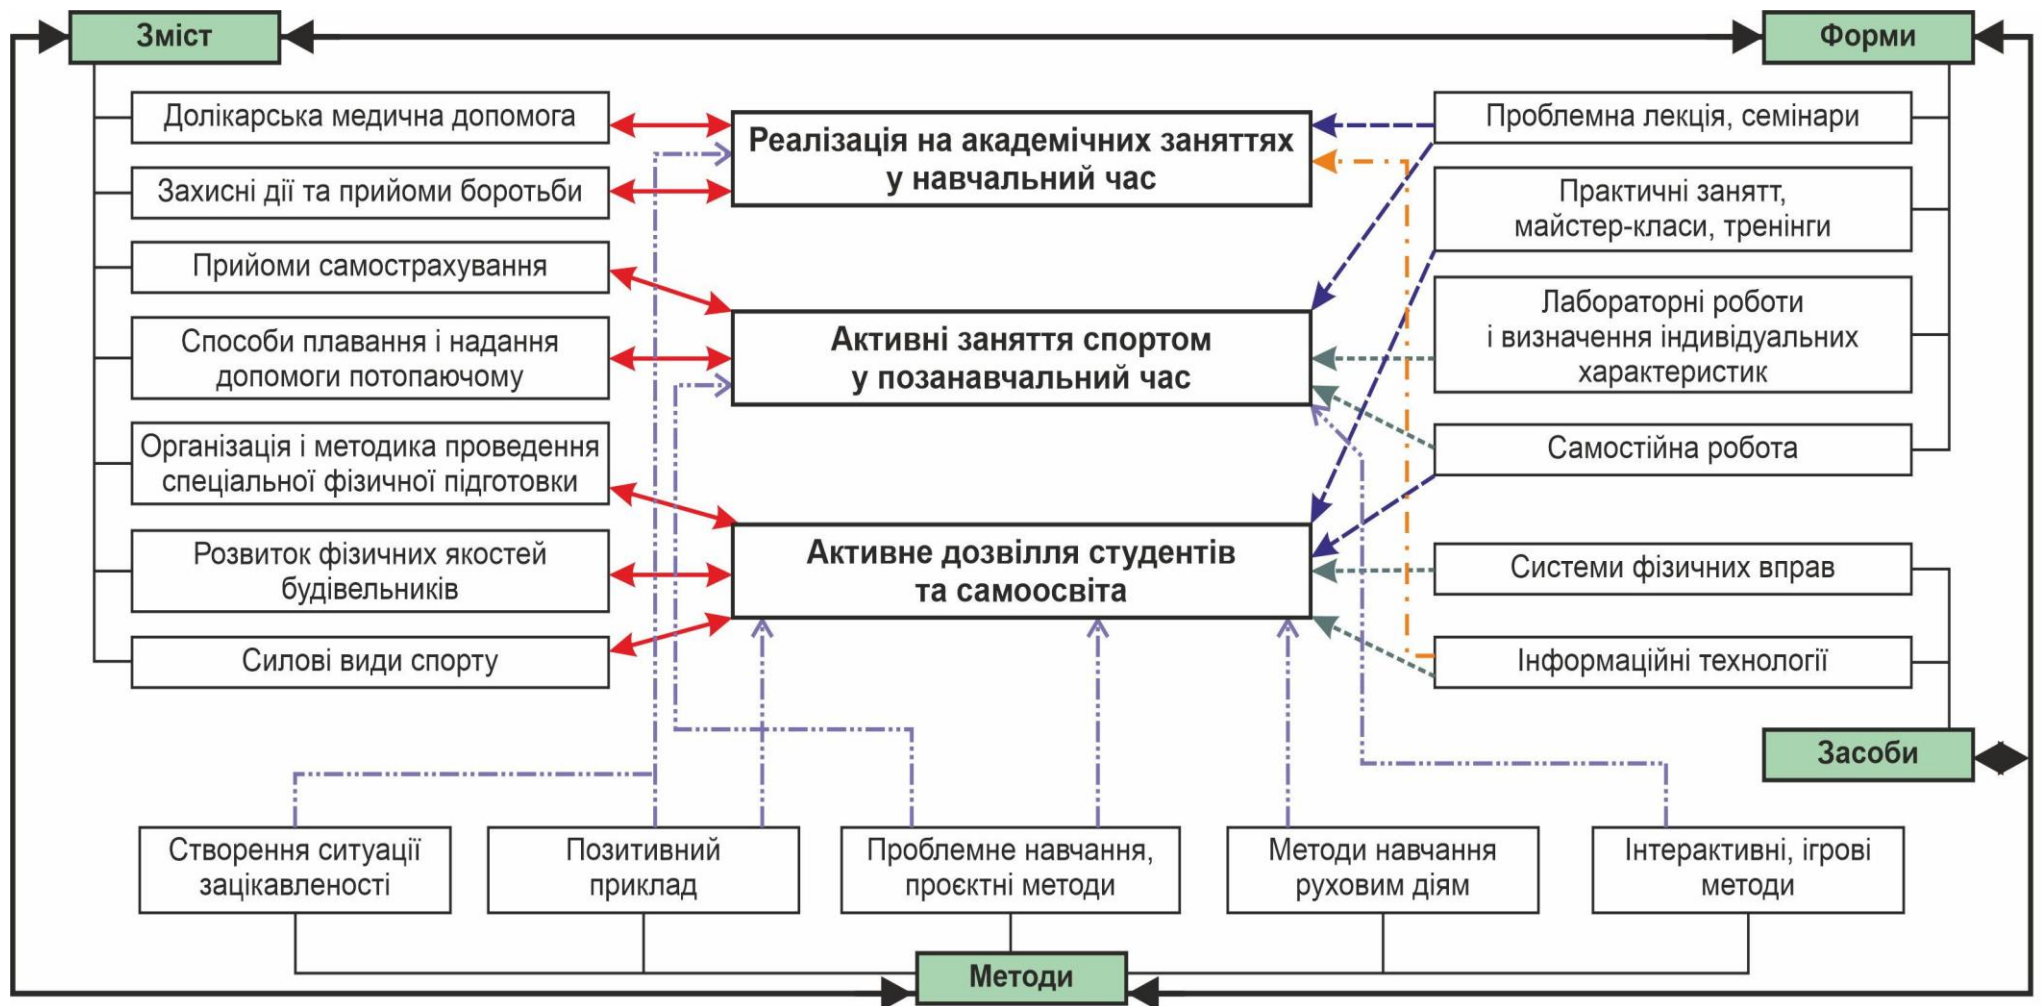 Зміст
Форми
Долікарська медична допомога
Захисні дії та прийоми боротьби
Прийоми самострахування
Способи плавання і надання
допомоги потопаючому
Організація і методика проведення
спеціальної фізичної підготовки
Розвиток фізичних якостей
будівельників
Силові види спорту
Реалізація на академічних заняттях
у навчальний час
Активні заняття спортом
у позанавчальний час
Активне дозвілля студентів
та самоосвіта
Проблемна лекція, семінари
Практичні занятт,
майстер-класи, тренінги
Лабораторні роботи
і визначення індивідуальних
характеристик
Самостійна робота
Системи фізичних вправ
Інформаційні технології
Засоби
Створення ситуації
зацікавленості
Позитивний
приклад
Проблемне навчання,
проєктні методи
Методи навчання
руховим діям
Інтерактивні, ігрові
методи
Методи